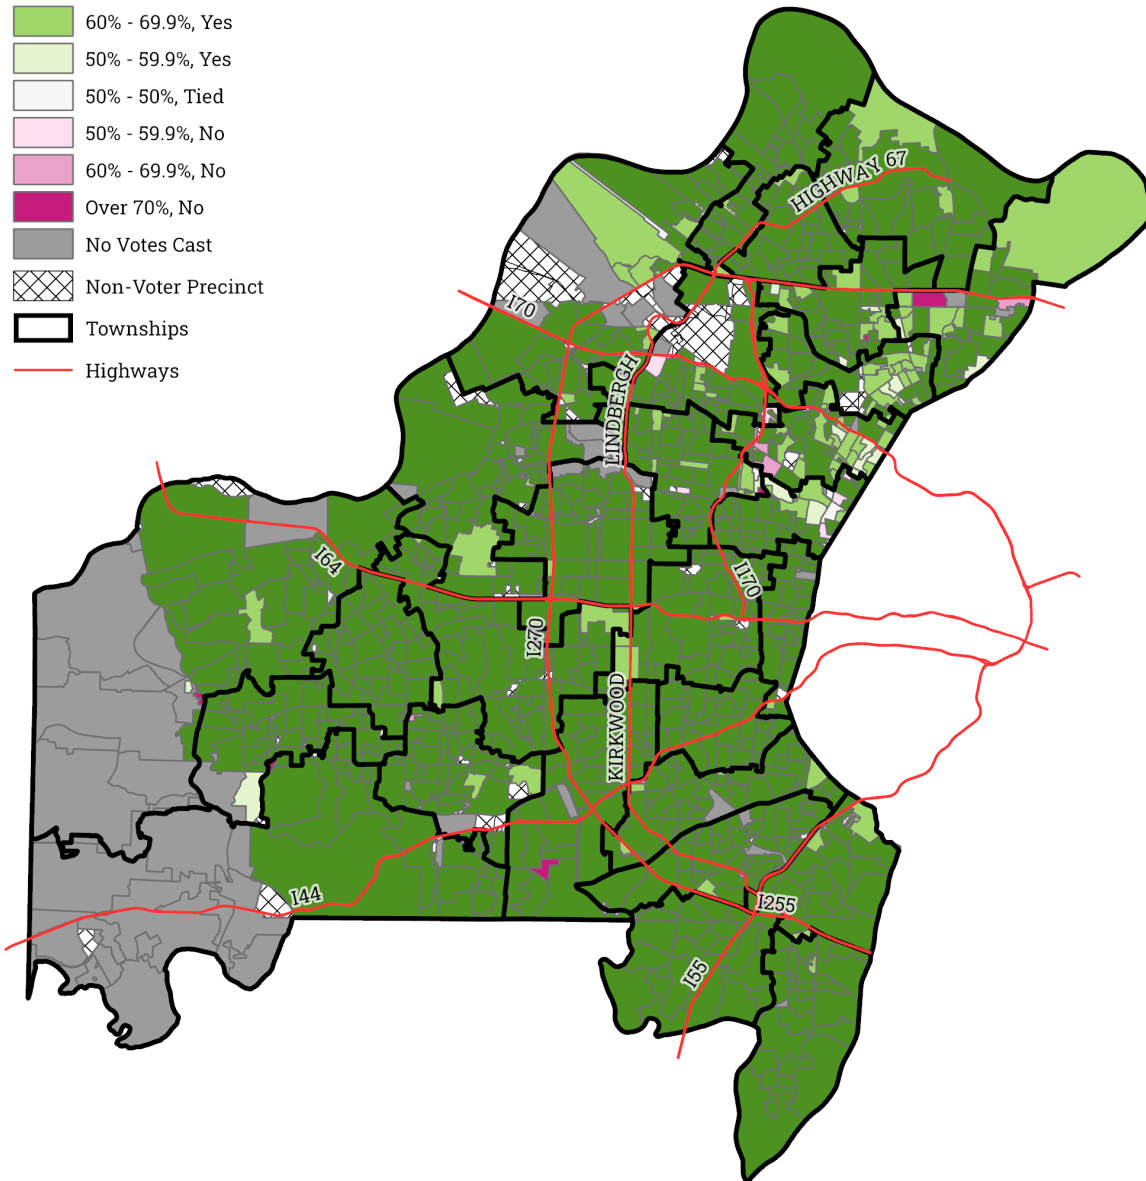 60% - 69.9%, Yes
50% - 59.9%, Yes
50% - 50%, Tied
50% - 59.9%, No
60% - 69.9%, No
Over 70%, No
No Votes Cast
Non-Voter Precinct
Townships
Highways
HIGHWAY 67
I70
LINDBERGH
I64
I170
I270
KIRKWOOD
I44
I255
I55